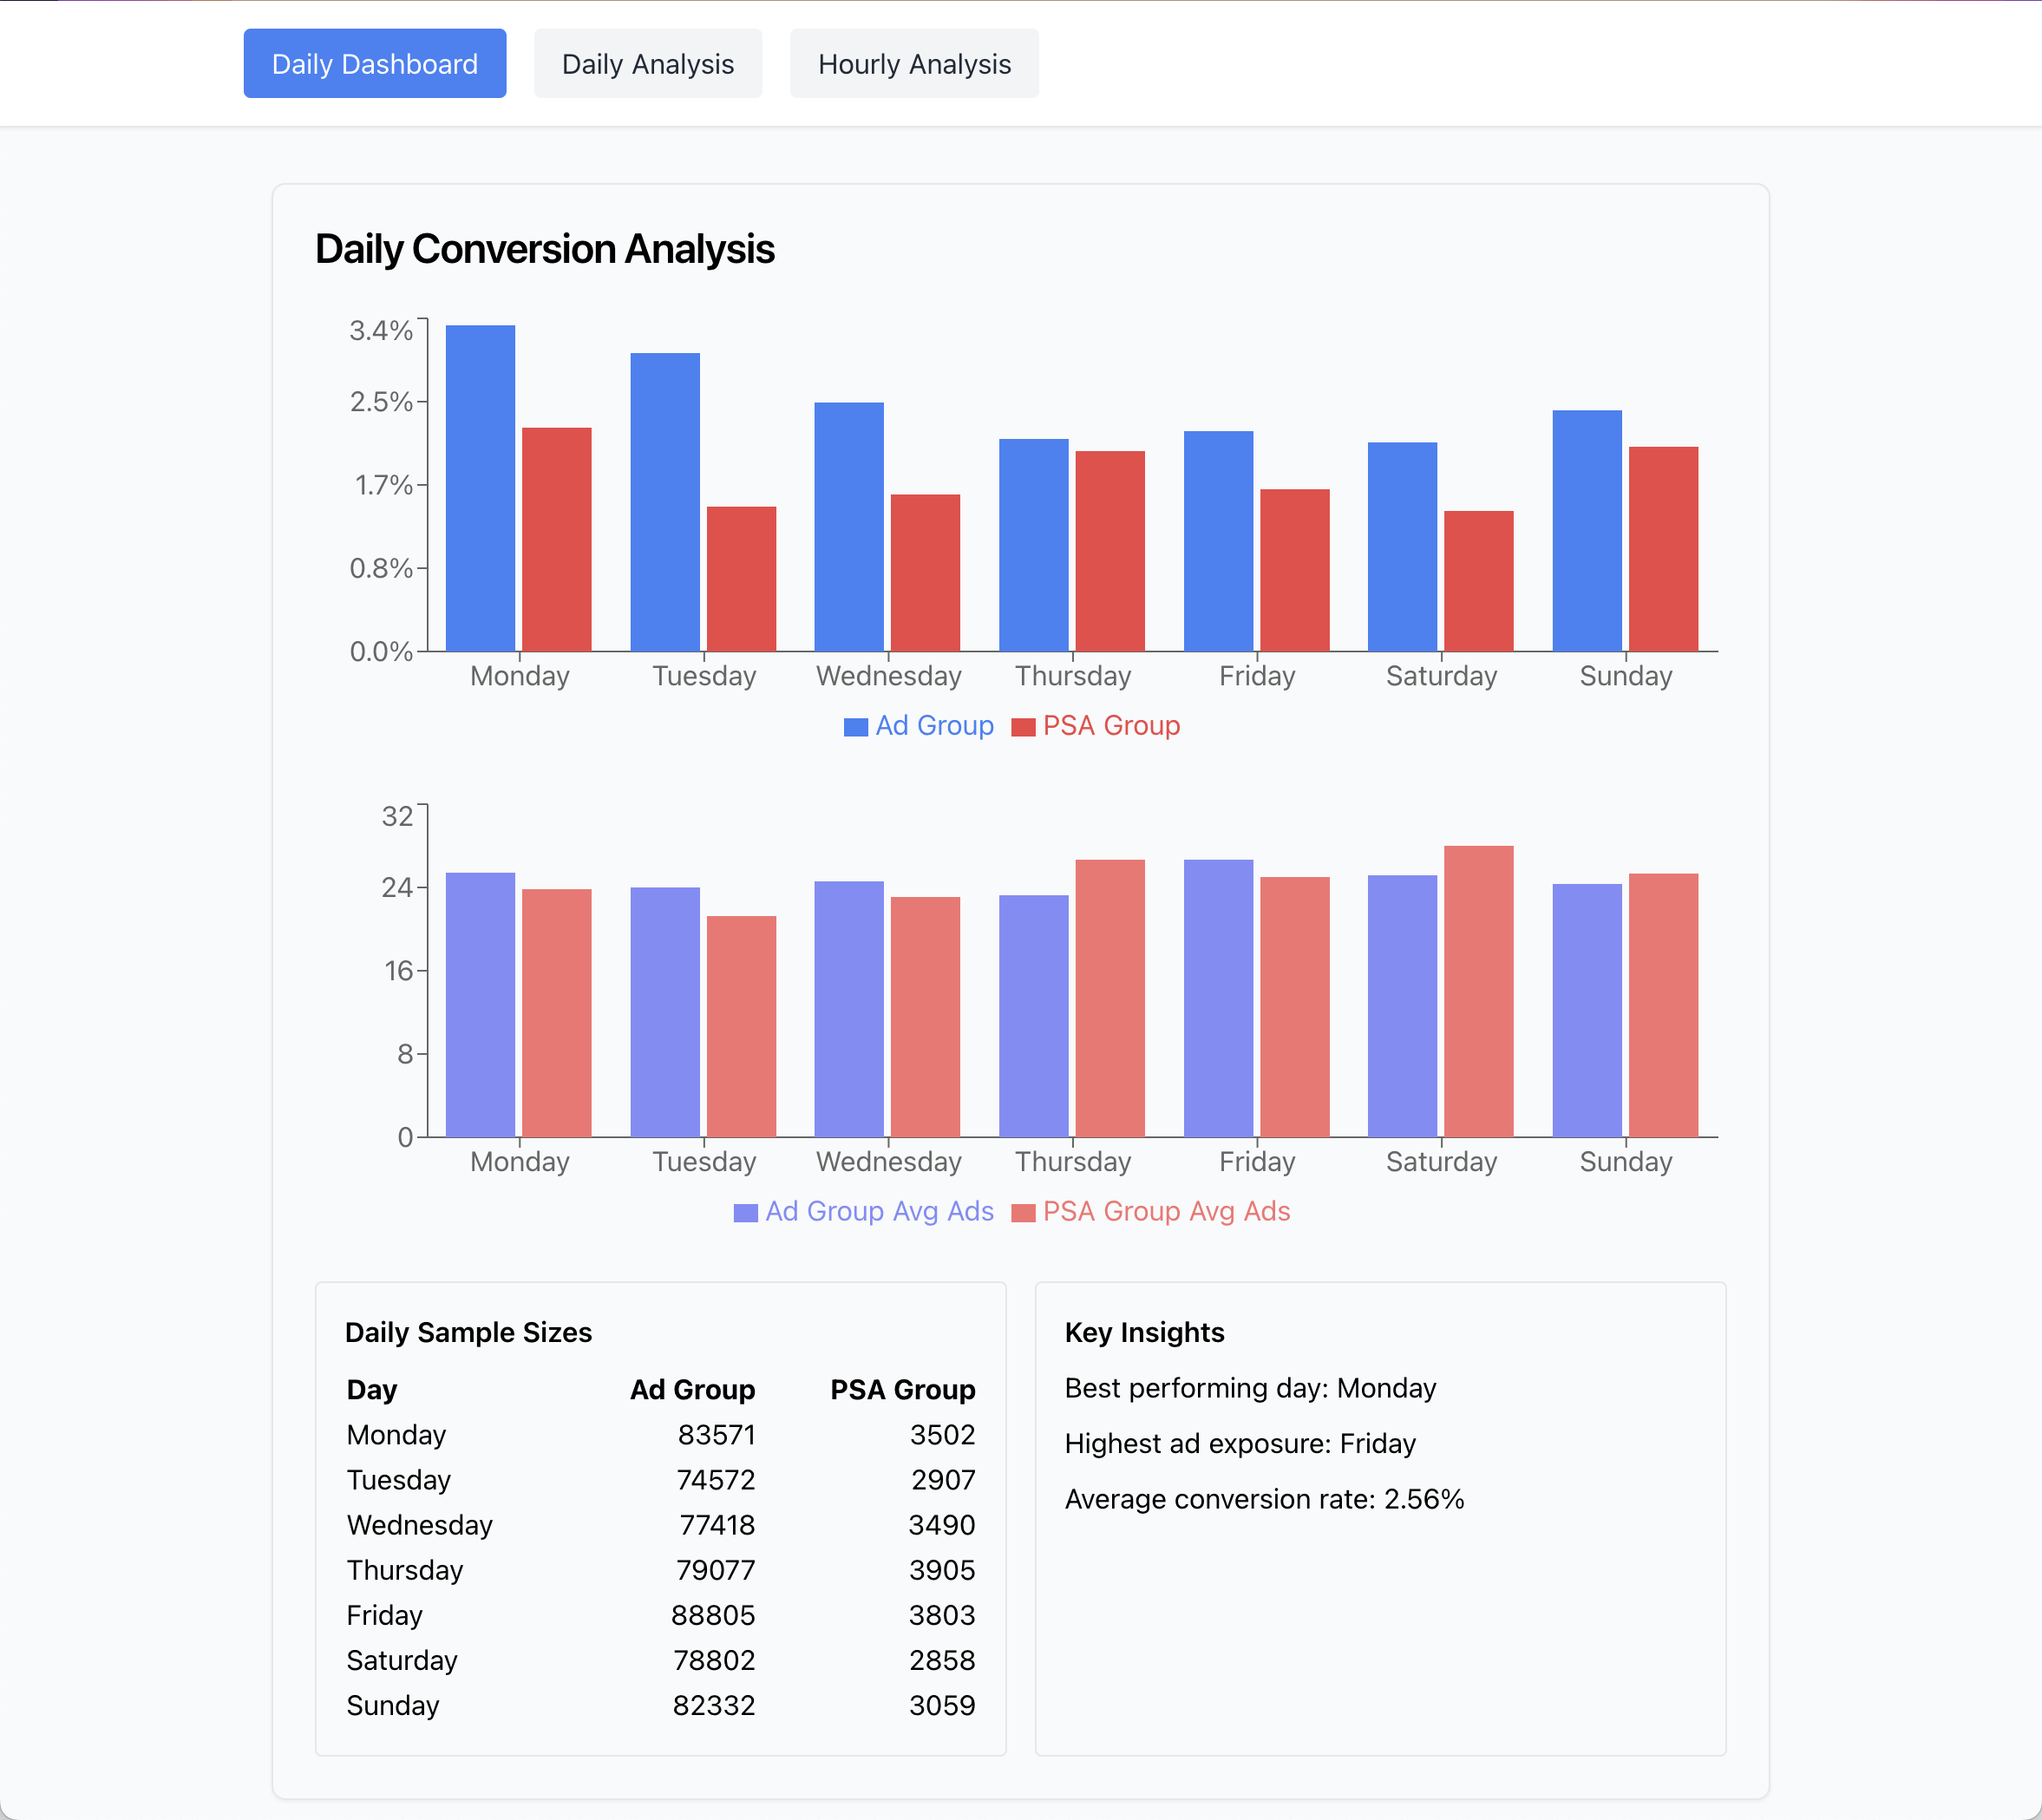 Daily Dashboard Daily Analysis Hourly Analysis
Daily Conversion Analysis
3.4%
2.5%
1.7%
0.8%
0.0%
Monday Tuesday Wednesday Thursday Friday Saturday Sunday
Ad Group PSA Group
32
24
16
8
0
Monday Tuesday Wednesday Thursday Friday Saturday Sunday
Ad Group Avg Ads PSA Group Avg Ads
Daily Sample Sizes
Day Ad Group PSA Group
Monday 83571 3502
Tuesday 74572 2907
Wednesday 77418 3490
Thursday 79077 3905
Friday 88805 3803
Saturday 78802 2858
Sunday 82332 3059
Key Insights
Best performing day: Monday
Highest ad exposure: Friday
Average conversion rate: 2.56%